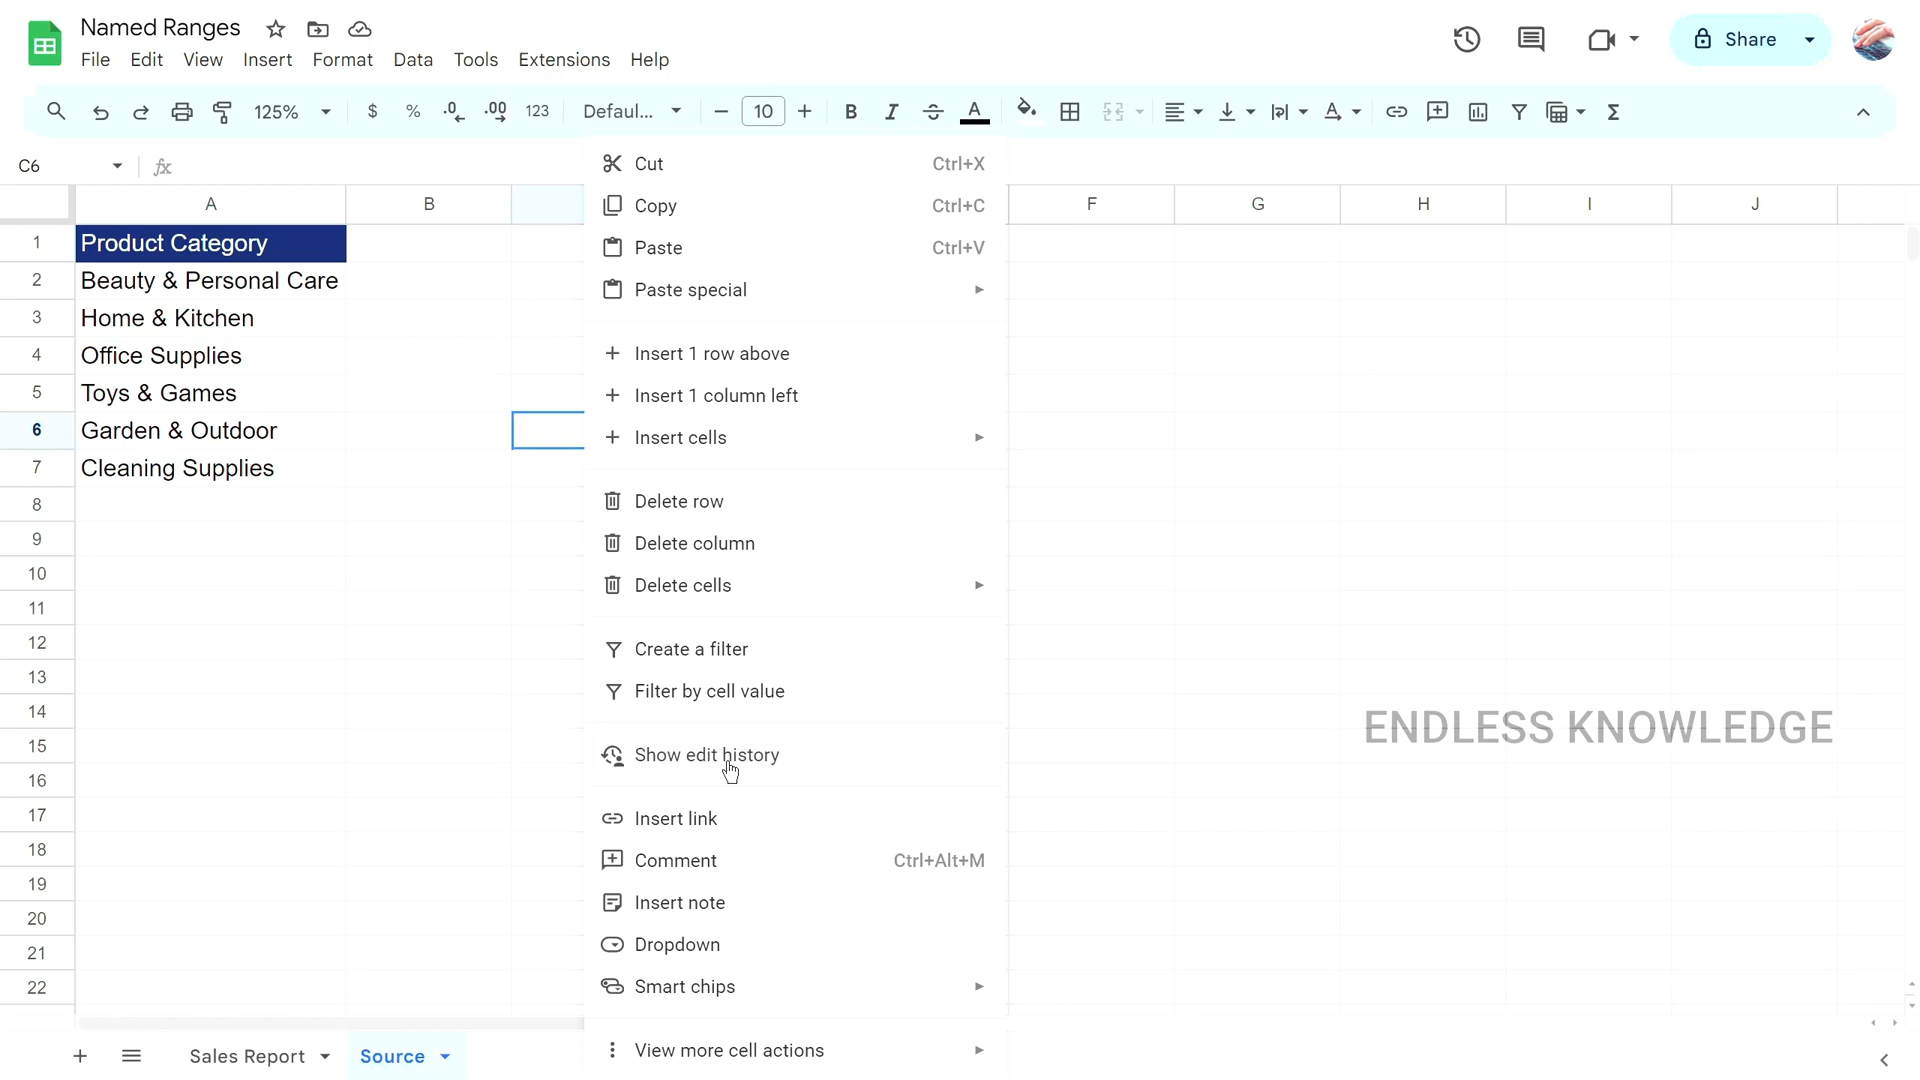 Named Ranges
File Edit View Insert Format Data Tools Extensions Help
Share
125% $ % .0 .00 123 Defaul... 10 B I S A Σ
C6 fx
A B F G H I J
1 Product Category
2 Beauty & Personal Care
3 Home & Kitchen
4 Office Supplies
5 Toys & Games
6 Garden & Outdoor
7 Cleaning Supplies
8
9
10
11
12
13
14
15
16
17
18
19
20
21
22
Cut Ctrl+X
Copy Ctrl+C
Paste Ctrl+V
Paste special
Insert 1 row above
Insert 1 column left
Insert cells
Delete row
Delete column
Delete cells
Create a filter
Filter by cell value
Show edit history
Insert link
Comment Ctrl+Alt+M
Insert note
Dropdown
Smart chips
View more cell actions
ENDLESS KNOWLEDGE
Sales Report Source